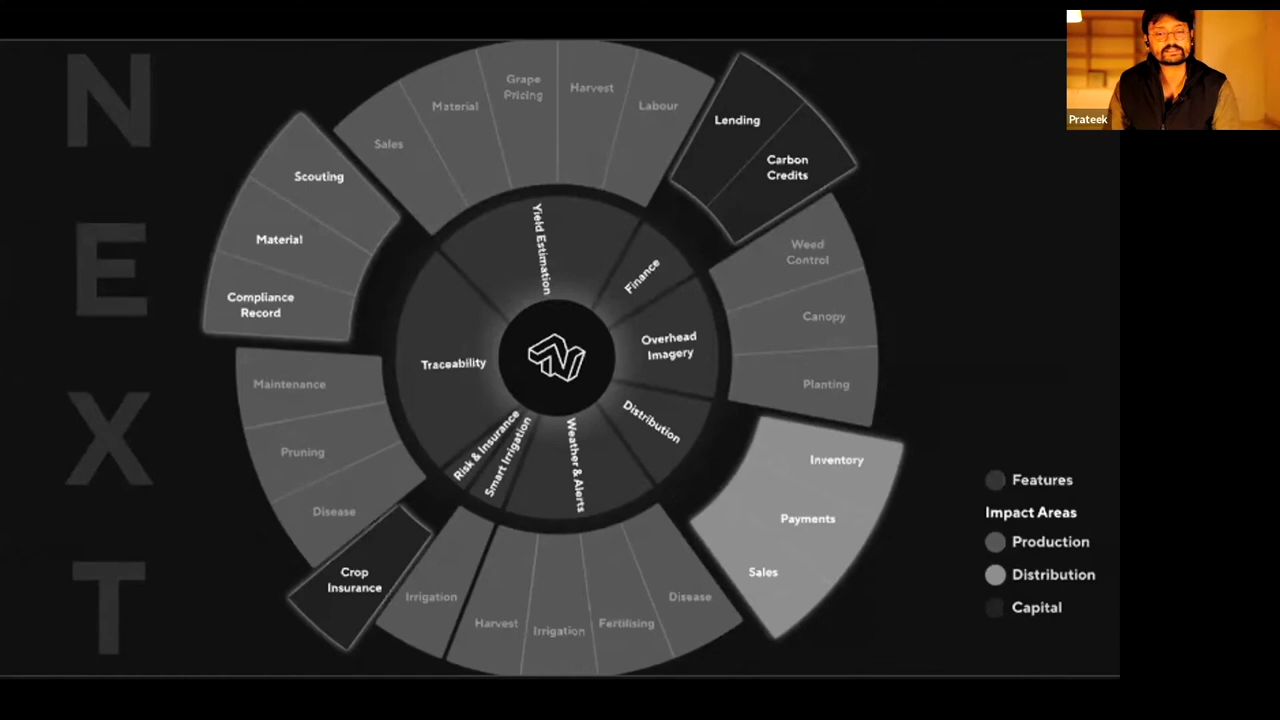 NEXT
Prateek
Grape
Pricing
Harvest
Material
Labour
Sales
Lending
Carbon
Credits
Scouting
Material
Compliance
Record
Weed
Control
Canopy
Planting
Yield Estimation
Finance
Overhead
Imagery
Traceability
Distribution
Risk & Insurance
Smart Irrigation
Weather & Alerts
Maintenance
Pruning
Disease
Crop
Insurance
Irrigation
Harvest
Irrigation
Fertilising
Disease
Inventory
Payments
Sales
Features
Impact Areas
Production
Distribution
Capital